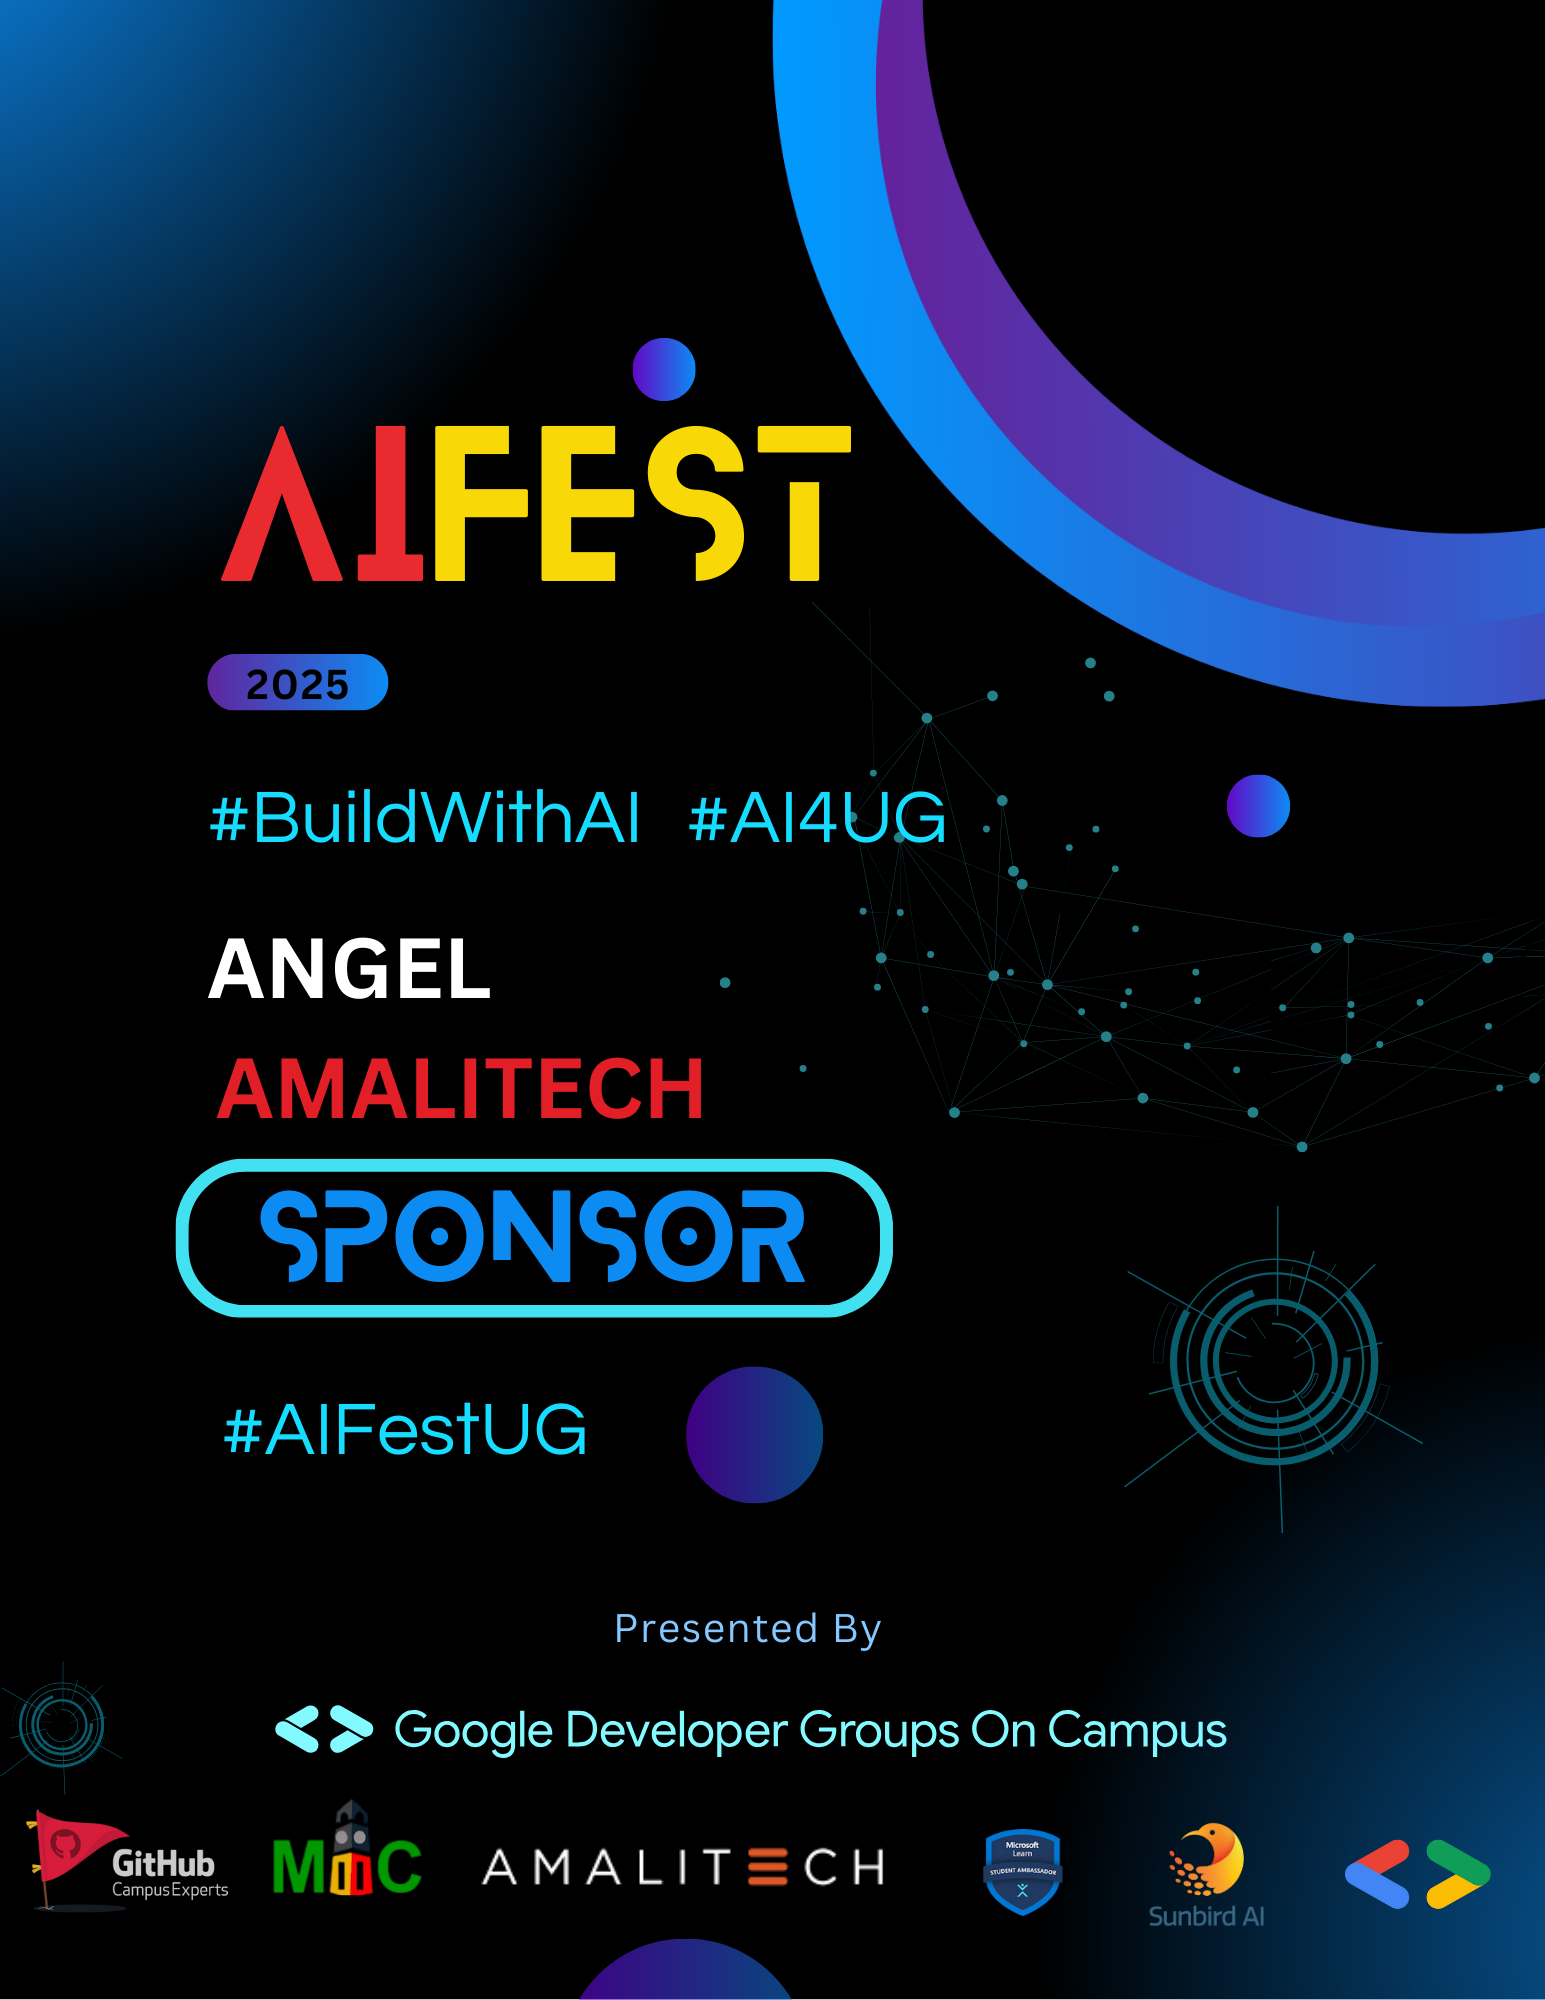 AIFEST
2025
#BuildWithAI #AI4UG
ANGEL
AMALITECH
SPONSOR
#AIFestUG
Presented By
Google Developer Groups On Campus
GitHub
Campus Experts
AMALITECH
Microsoft
Learn
STUDENT AMBASSADOR
Sunbird AI